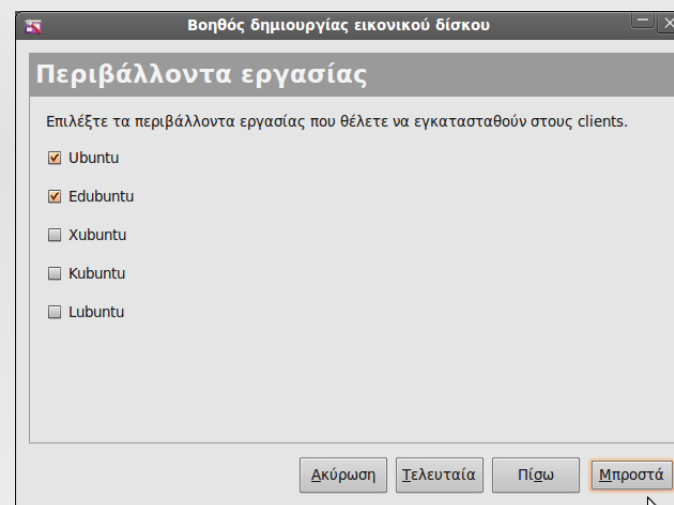 Βοηθός δημιουργίας εικονικού δίσκου
Περιβάλλοντα εργασίας
Επιλέξτε τα περιβάλλοντα εργασίας που θέλετε να εγκατασταθούν στους clients.
Ubuntu
Edubuntu
Xubuntu
Kubuntu
Lubuntu
Ακύρωση Τελευταία Πίσω Μπροστά